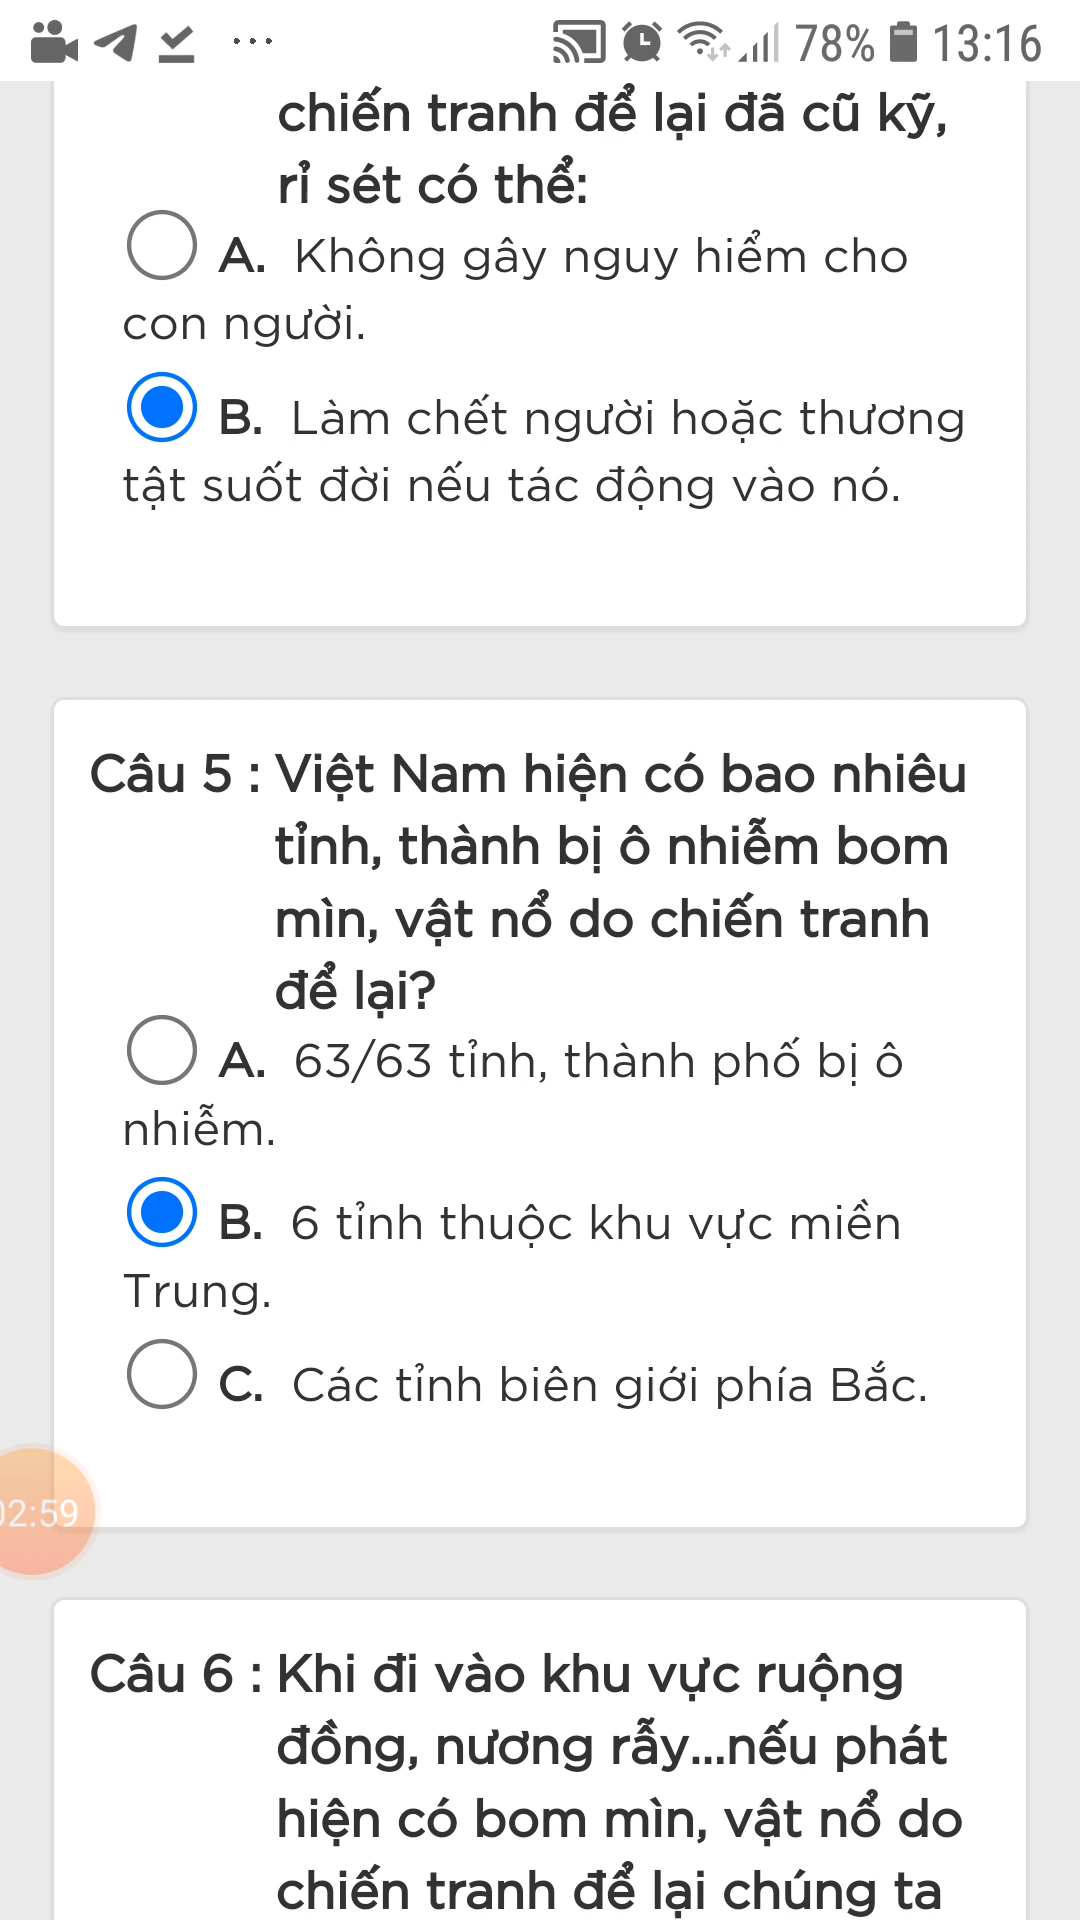 78% 13:16
chiến tranh để lại đã cũ kỹ,
rỉ sét có thể:
A. Không gây nguy hiểm cho
con người.
B. Làm chết người hoặc thương
tật suốt đời nếu tác động vào nó.
Câu 5 : Việt Nam hiện có bao nhiêu
tỉnh, thành bị ô nhiễm bom
mìn, vật nổ do chiến tranh
để lại?
A. 63/63 tỉnh, thành phố bị ô
nhiễm.
B. 6 tỉnh thuộc khu vực miền
Trung.
C. Các tỉnh biên giới phía Bắc.
02:59
Câu 6 : Khi đi vào khu vực ruộng
đồng, nương rẫy...nếu phát
hiện có bom mìn, vật nổ do
chiến tranh để lại chúng ta